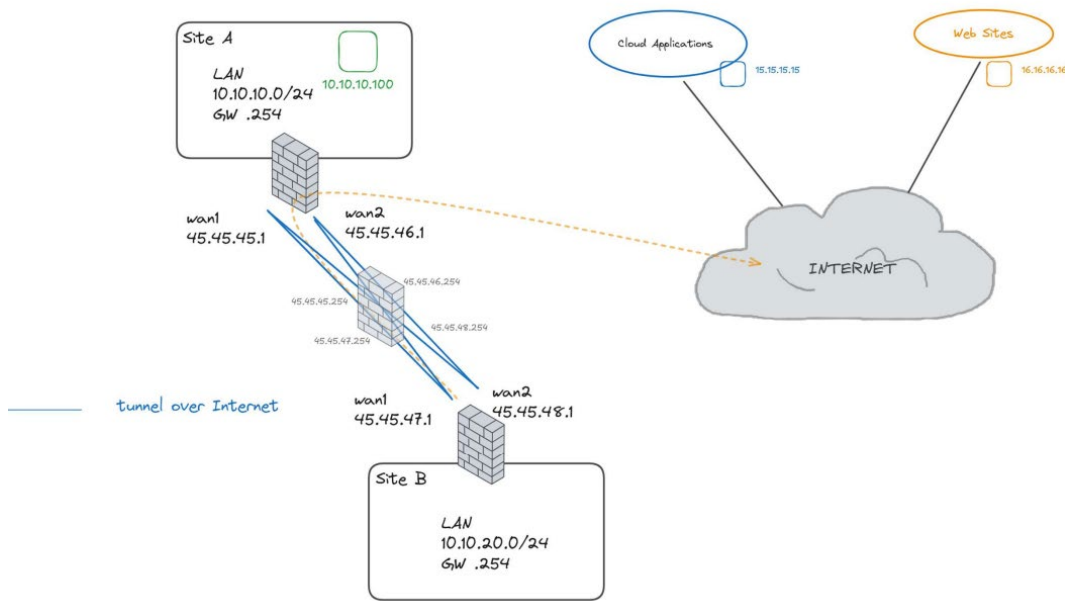 Site A
LAN
10.10.10.0/24
GW .254
10.10.10.100
Cloud Applications
15.15.15.15
Web Sites
16.16.16.16
wan1
45.45.45.1
wan2
45.45.46.1
INTERNET
45.45.46.254
45.45.45.254
45.45.48.254
45.45.47.254
tunnel over Internet
wan1
45.45.47.1
wan2
45.45.48.1
Site B
LAN
10.10.20.0/24
GW .254